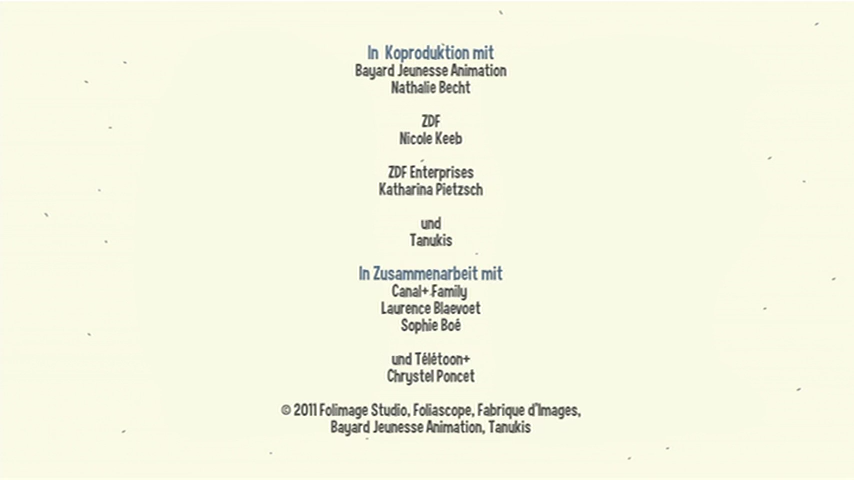 In Koproduktion mit
Bayard Jeunesse Animation
Nathalie Becht
ZDF
Nicole Keeb
ZDF Enterprises
Katharina Pietzsch
und
Tanukis
In Zusammenarbeit mit
Canal+ Family
Laurence Blaevoet
Sophie Boé
und Télétoon+
Chrystel Poncet
© 2011 Folimage Studio, Foliascope, Fabrique d'Images,
Bayard Jeunesse Animation, Tanukis